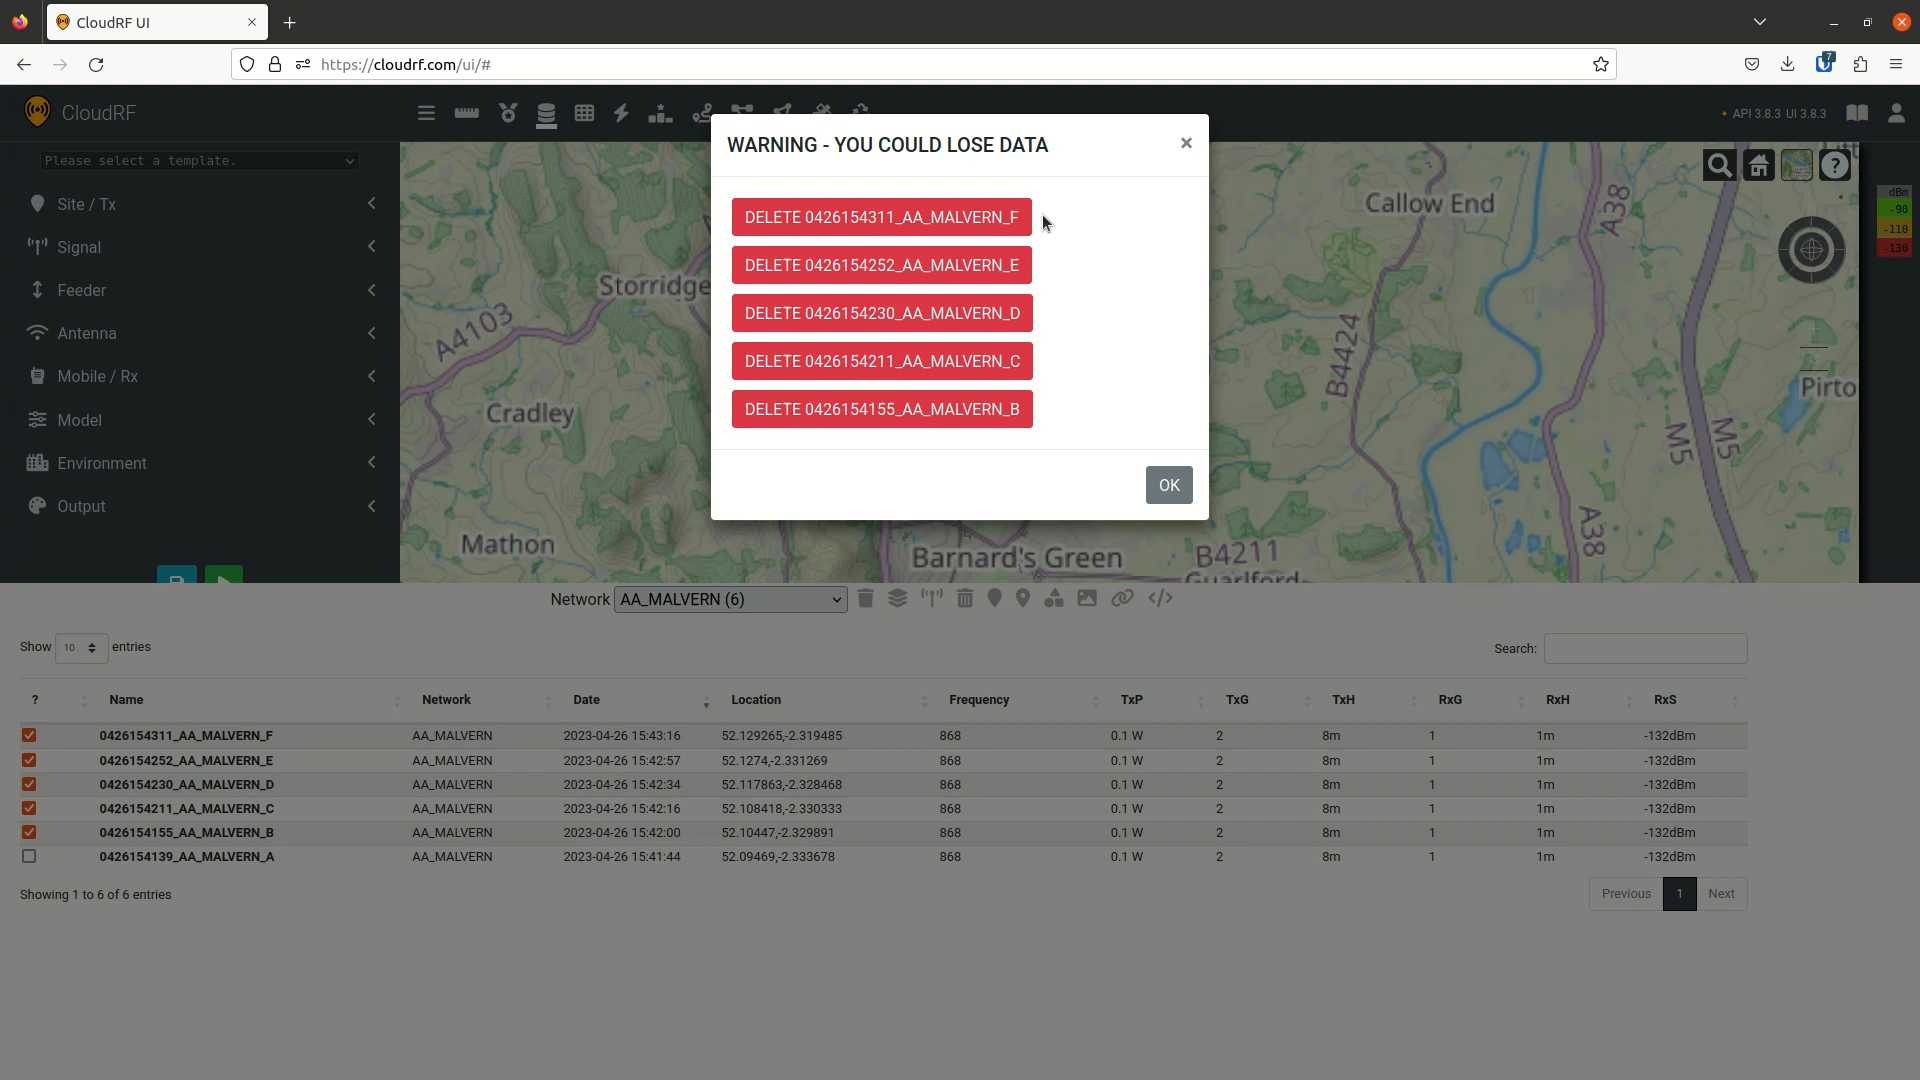 CloudRF UI
https://cloudrf.com/ui/#
7
CloudRF
API 3.8.3 UI 3.8.3
WARNING - YOU COULD LOSE DATA
×
DELETE 0426154311_AA_MALVERN_F
DELETE 0426154252_AA_MALVERN_E
DELETE 0426154230_AA_MALVERN_D
DELETE 0426154211_AA_MALVERN_C
DELETE 0426154155_AA_MALVERN_B
OK
Please select a template.
Site / Tx
Signal
Feeder
Antenna
Mobile / Rx
Model
Environment
Output
Callow End
A38
Storridge
A4103
B4424
Cradley
Pirto
M5
M5
Mathon
A38
Barnard's Green
B4211
Guarlford
?
dBm
-90
-110
-130
Network AA_MALVERN (6)
Show 10 entries
Search:
? Name Network Date Location Frequency TxP TxG TxH RxG RxH RxS
0426154311_AA_MALVERN_F AA_MALVERN 2023-04-26 15:43:16 52.129265,-2.319485 868 0.1 W 2 8m 1 1m -132dBm
0426154252_AA_MALVERN_E AA_MALVERN 2023-04-26 15:42:57 52.1274,-2.331269 868 0.1 W 2 8m 1 1m -132dBm
0426154230_AA_MALVERN_D AA_MALVERN 2023-04-26 15:42:34 52.117863,-2.328468 868 0.1 W 2 8m 1 1m -132dBm
0426154211_AA_MALVERN_C AA_MALVERN 2023-04-26 15:42:16 52.108418,-2.330333 868 0.1 W 2 8m 1 1m -132dBm
0426154155_AA_MALVERN_B AA_MALVERN 2023-04-26 15:42:00 52.10447,-2.329891 868 0.1 W 2 8m 1 1m -132dBm
0426154139_AA_MALVERN_A AA_MALVERN 2023-04-26 15:41:44 52.09469,-2.333678 868 0.1 W 2 8m 1 1m -132dBm
Showing 1 to 6 of 6 entries
Previous 1 Next